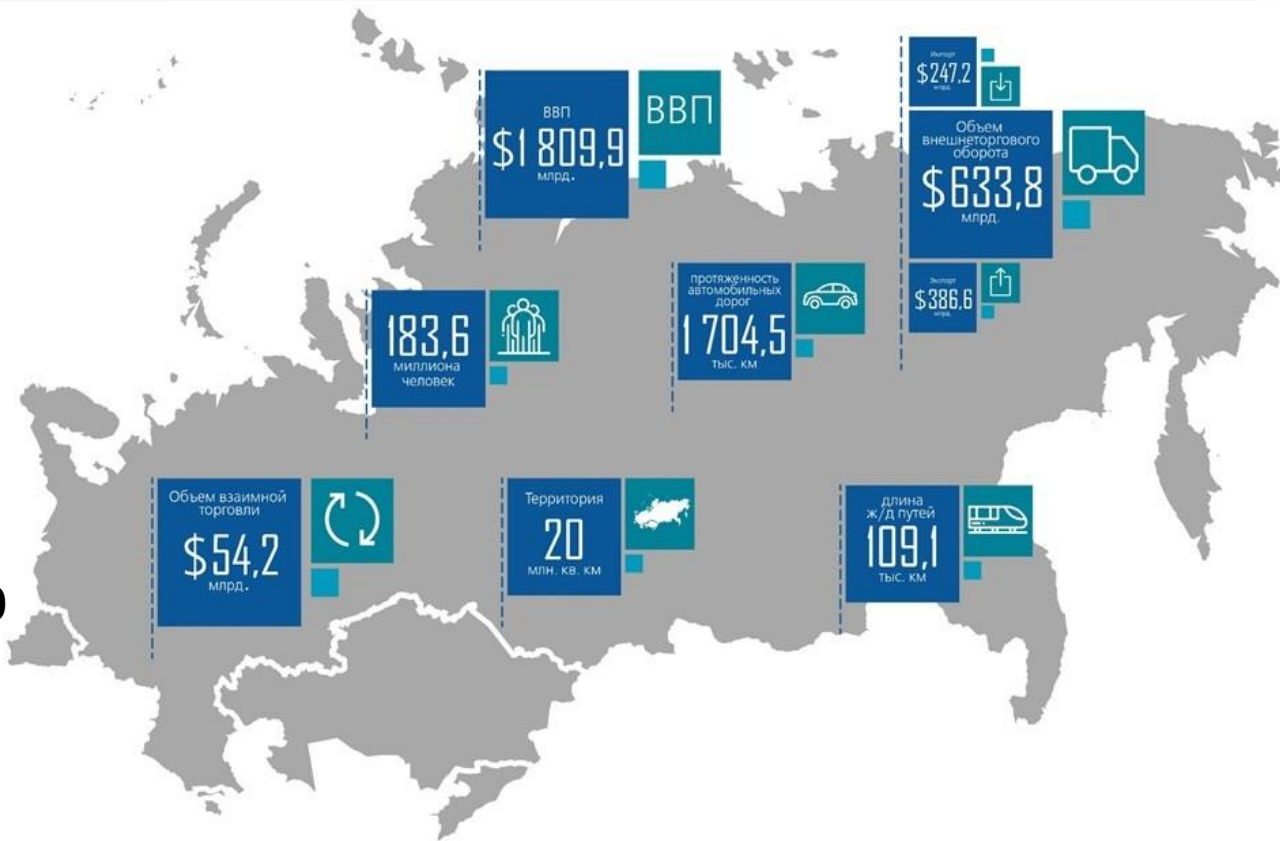 ВВП
$1 809,9
млрд.
ВВП
Импорт
$247,2
млрд.
Объем
внешнеторгового
оборота
$633,8
млрд.
Экспорт
$386,6
млрд.
183,6
миллиона
человек
протяженность
автомобильных
дорог
1 704,5
тыс. км
Объем взаимной
торговли
$54,2
млрд.
Территория
20
млн. кв. км
длина
ж/д путей
109,1
тыс. км